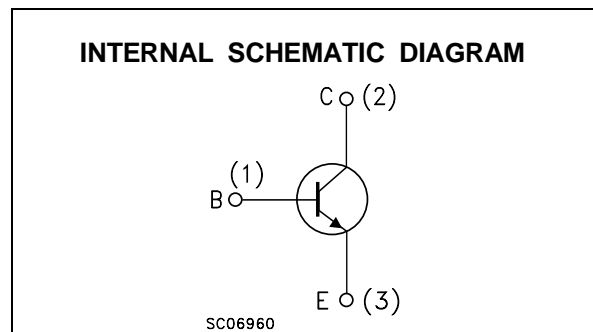 INTERNAL SCHEMATIC DIAGRAM
C (2)
(1)
B
E (3)
SC06960